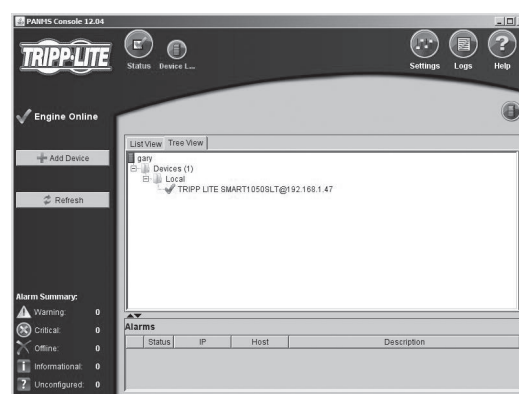 PANMS Console 12.04
TRIPP·LITE
Status
Device L...
Settings
Logs
Help
Engine Online
Add Device
Refresh
List View
Tree View
gary
Devices (1)
Local
TRIPP LITE SMART1050SLT@192.168.1.47
Alarm Summary:
Warning: 0
Critical: 0
Offline: 0
Informational: 0
Unconfigured: 0
Alarms
Status IP Host Description